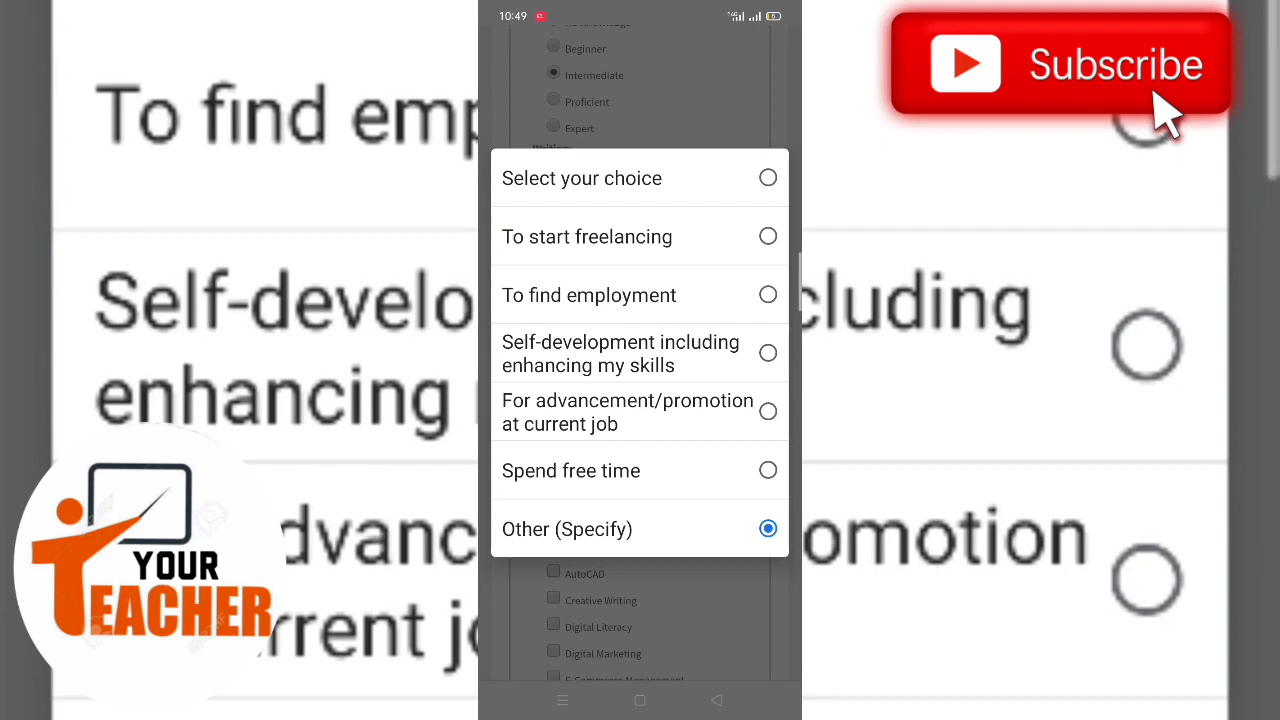 10:49
Beginner
Intermediate
Proficient
Expert
Select your choice
To start freelancing
To find employment
Self-development including
enhancing my skills
For advancement/promotion
at current job
Spend free time
Other (Specify)
AutoCAD
Creative Writing
Digital Literacy
Digital Marketing
Subscribe
To find emp
Self-develo
cluding
enhancing
dvanc
omotion
rrent j
YOUR
TEACHER